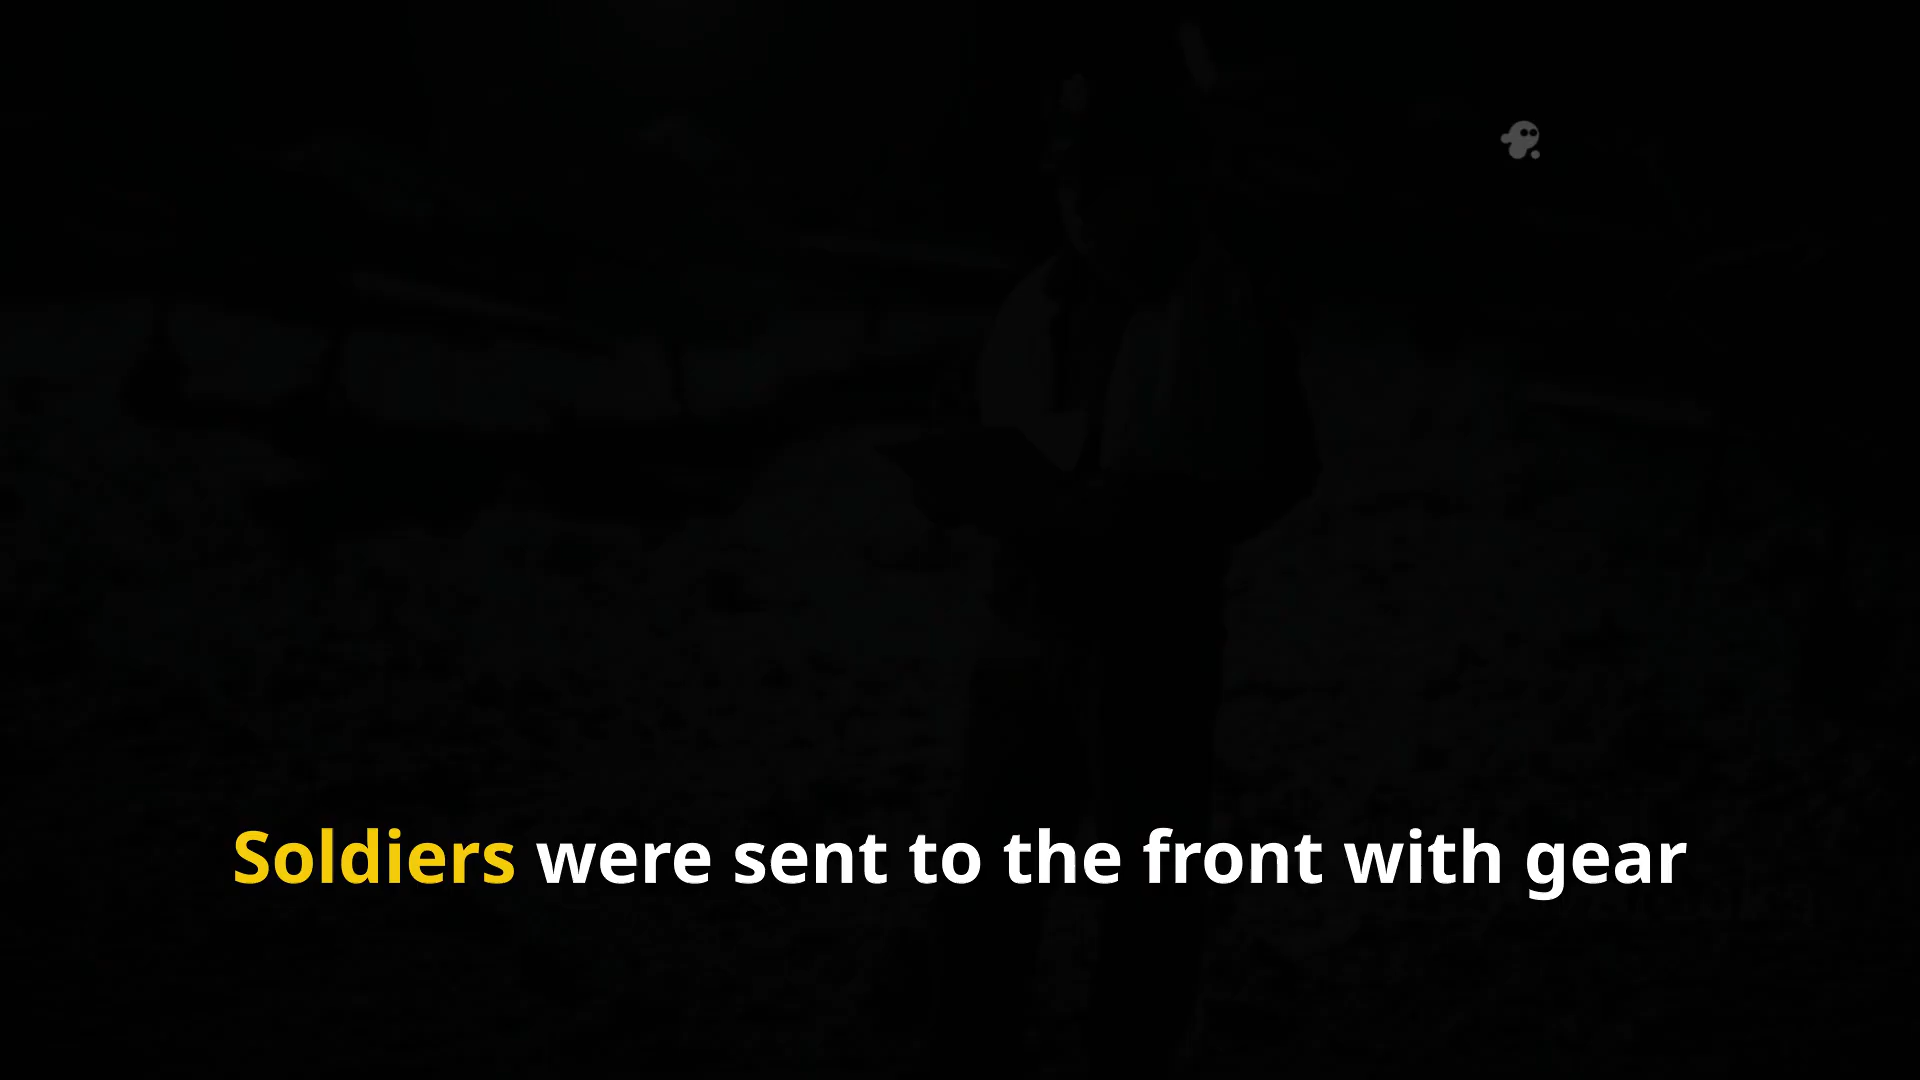 Soldiers were sent to the front with gear